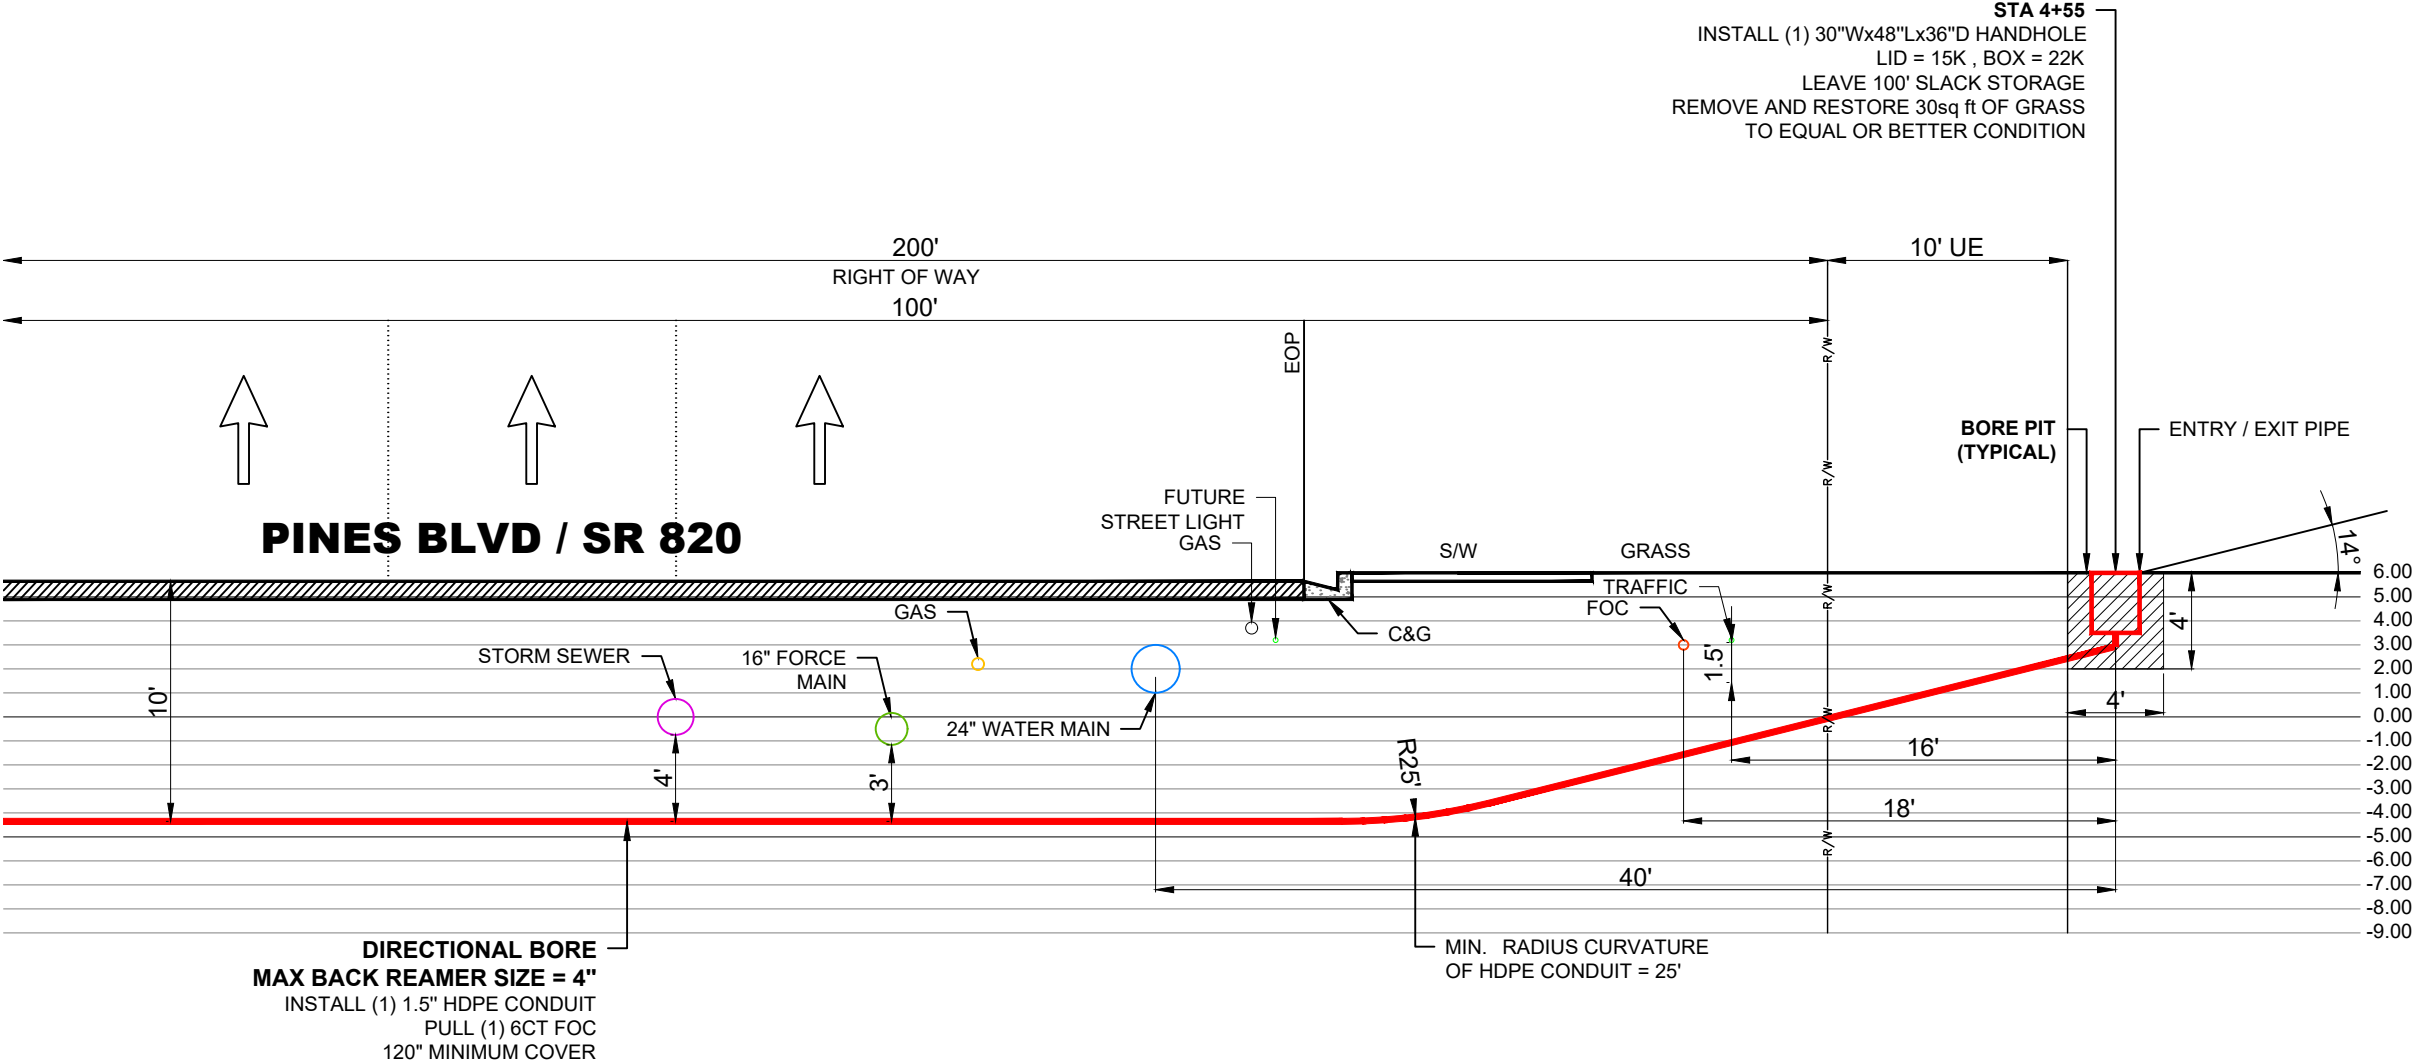 STA 4+55
INSTALL (1) 30"Wx48"Lx36"D HANDHOLE
LID = 15K , BOX = 22K
LEAVE 100' SLACK STORAGE
REMOVE AND RESTORE 30sq ft OF GRASS
TO EQUAL OR BETTER CONDITION
200'
10' UE
RIGHT OF WAY
100'
EOP
R/W
R/W
R/W
R/W
R/W
BORE PIT
(TYPICAL)
ENTRY / EXIT PIPE
FUTURE
STREET LIGHT
GAS
PINES BLVD / SR 820
S/W
GRASS
14°
TRAFFIC
FOC
GAS
C&G
STORM SEWER
16" FORCE
MAIN
24" WATER MAIN
10'
4'
3'
1.5'
4'
4'
R25'
16'
18'
40'
6.00
5.00
4.00
3.00
2.00
1.00
0.00
-1.00
-2.00
-3.00
-4.00
-5.00
-6.00
-7.00
-8.00
-9.00
DIRECTIONAL BORE
MAX BACK REAMER SIZE = 4"
INSTALL (1) 1.5" HDPE CONDUIT
PULL (1) 6CT FOC
120" MINIMUM COVER
MIN. RADIUS CURVATURE
OF HDPE CONDUIT = 25'